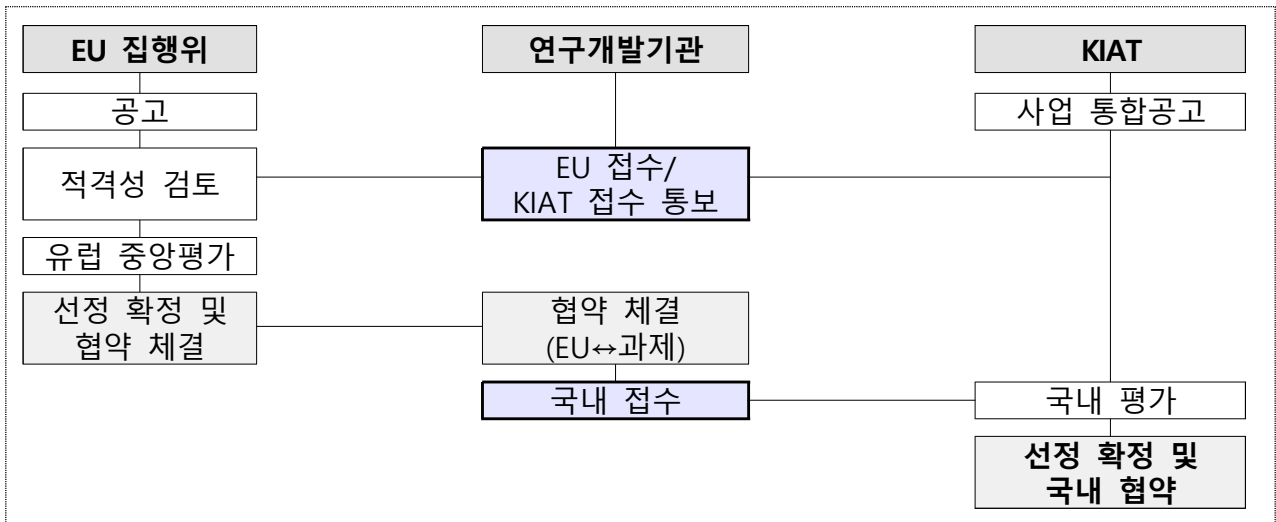 EU 집행위
연구개발기관
KIAT
공고
사업 통합공고
적격성 검토
EU 접수/
KIAT 접수 통보
유럽 중앙평가
선정 확정 및
협약 체결
협약 체결
(EU↔과제)
국내 접수
국내 평가
선정 확정 및
국내 협약